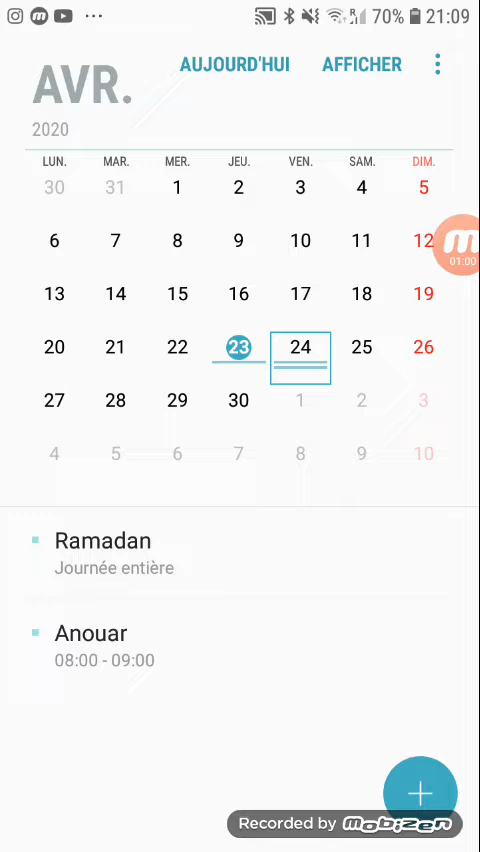 70% 21:09
AVR. AUJOURD'HUI AFFICHER
2020
LUN. MAR. MER. JEU. VEN. SAM. DIM.
30 31 1 2 3 4 5
6 7 8 9 10 11 12
01:00
13 14 15 16 17 18 19
20 21 22 23 24 25 26
27 28 29 30 1 2 3
4 5 6 7 8 9 10
Ramadan
Journée entière
Anouar
08:00 - 09:00
Recorded by Mobizen